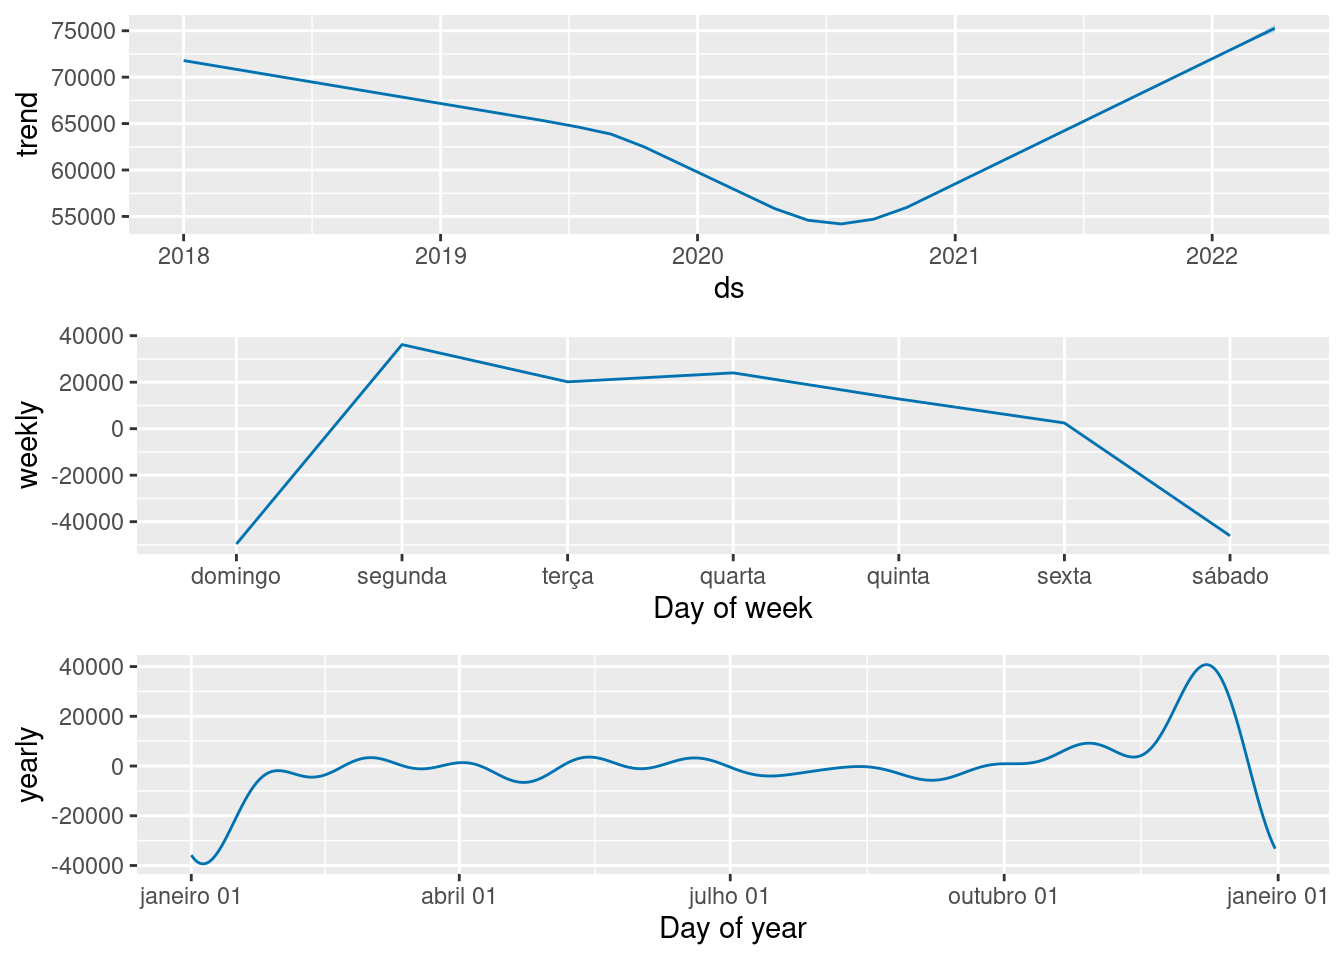 75000
70000
65000
60000
55000
trend
2018 2019 2020 2021 2022
ds
40000
20000
0
-20000
-40000
weekly
domingo segunda terça quarta quinta sexta sábado
Day of week
40000
20000
0
-20000
-40000
yearly
janeiro 01 abril 01 julho 01 outubro 01 janeiro 01
Day of year